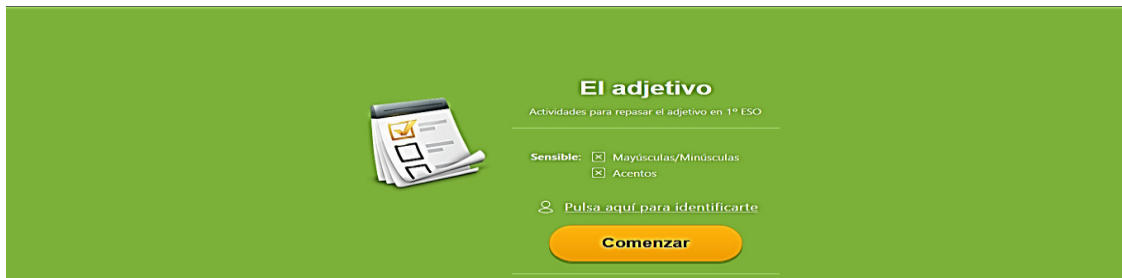 El adjetivo
Actividades para repasar el adjetivo en 1º ESO
Sensible: Mayúsculas/Minúsculas
Acentos
Pulsa aquí para identificarte
Comenzar